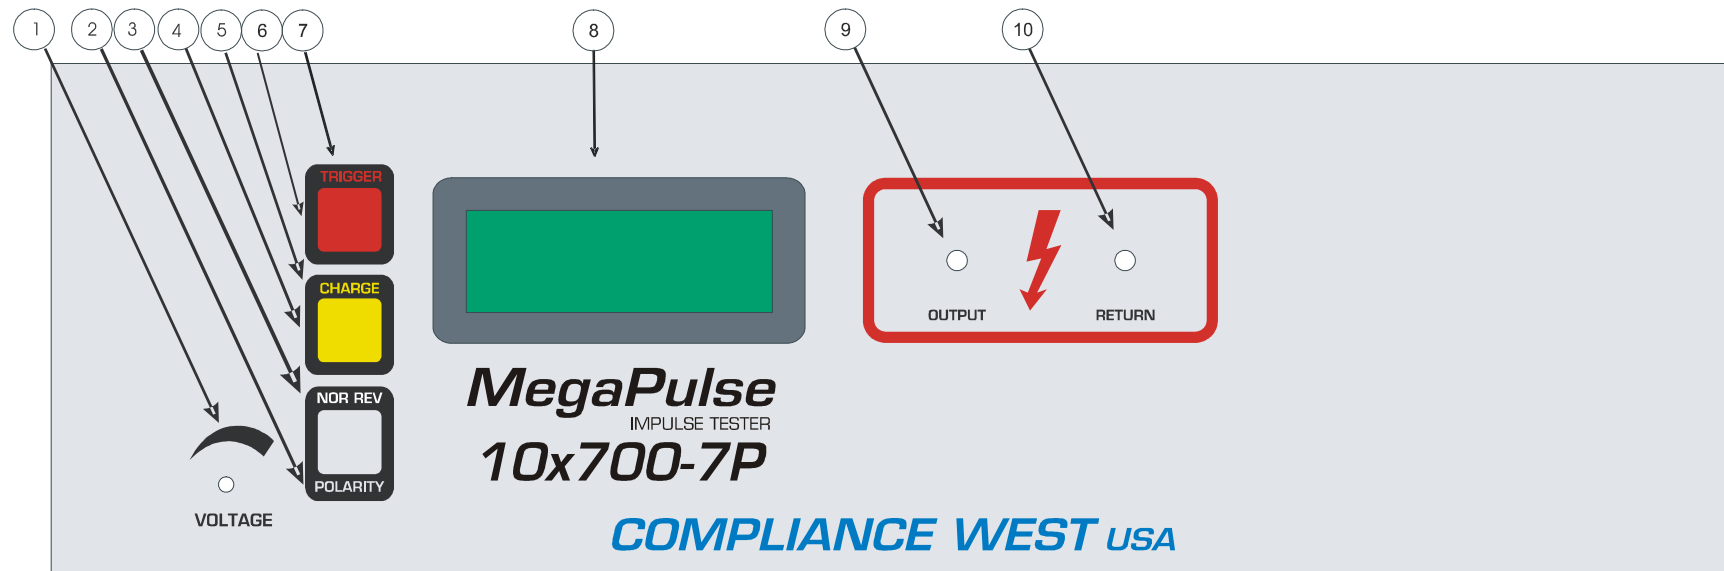 1 2 3 4 5 6 7 8 9 10
TRIGGER
CHARGE
NOR REV
POLARITY
VOLTAGE
MegaPulse
IMPULSE TESTER
10x700-7P
OUTPUT RETURN
COMPLIANCE WEST USA